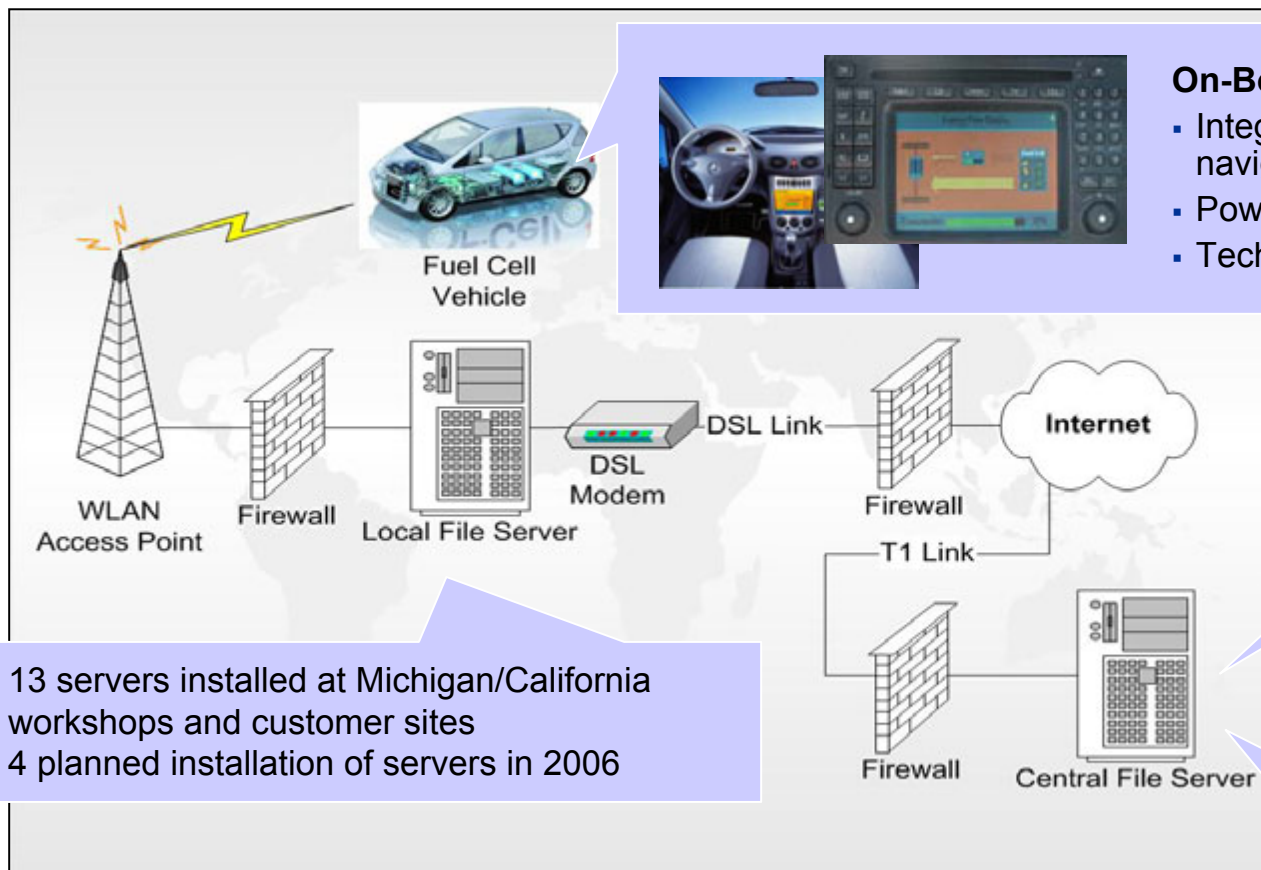 On-Bo
Integ
navi
Pow
Tech
Fuel Cell
Vehicle
WLAN
Access Point
Firewall
Local File Server
DSL
Modem
DSL Link
Firewall
Internet
T1 Link
Firewall
Central File Server
13 servers installed at Michigan/California
workshops and customer sites
4 planned installation of servers in 2006